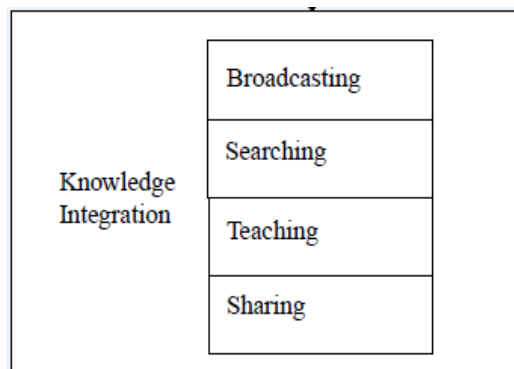 Broadcasting
Searching
Knowledge
Integration
Teaching
Sharing